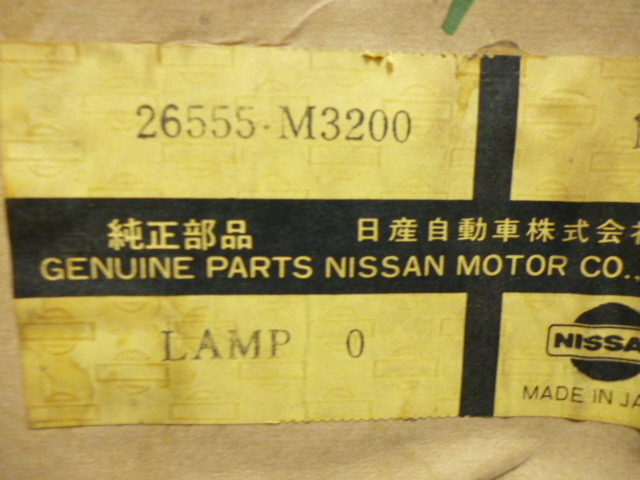 26555-M3200
純正部品 日産自動車株式会
GENUINE PARTS NISSAN MOTOR CO.,
LAMP 0
NISSA
MADE IN JA